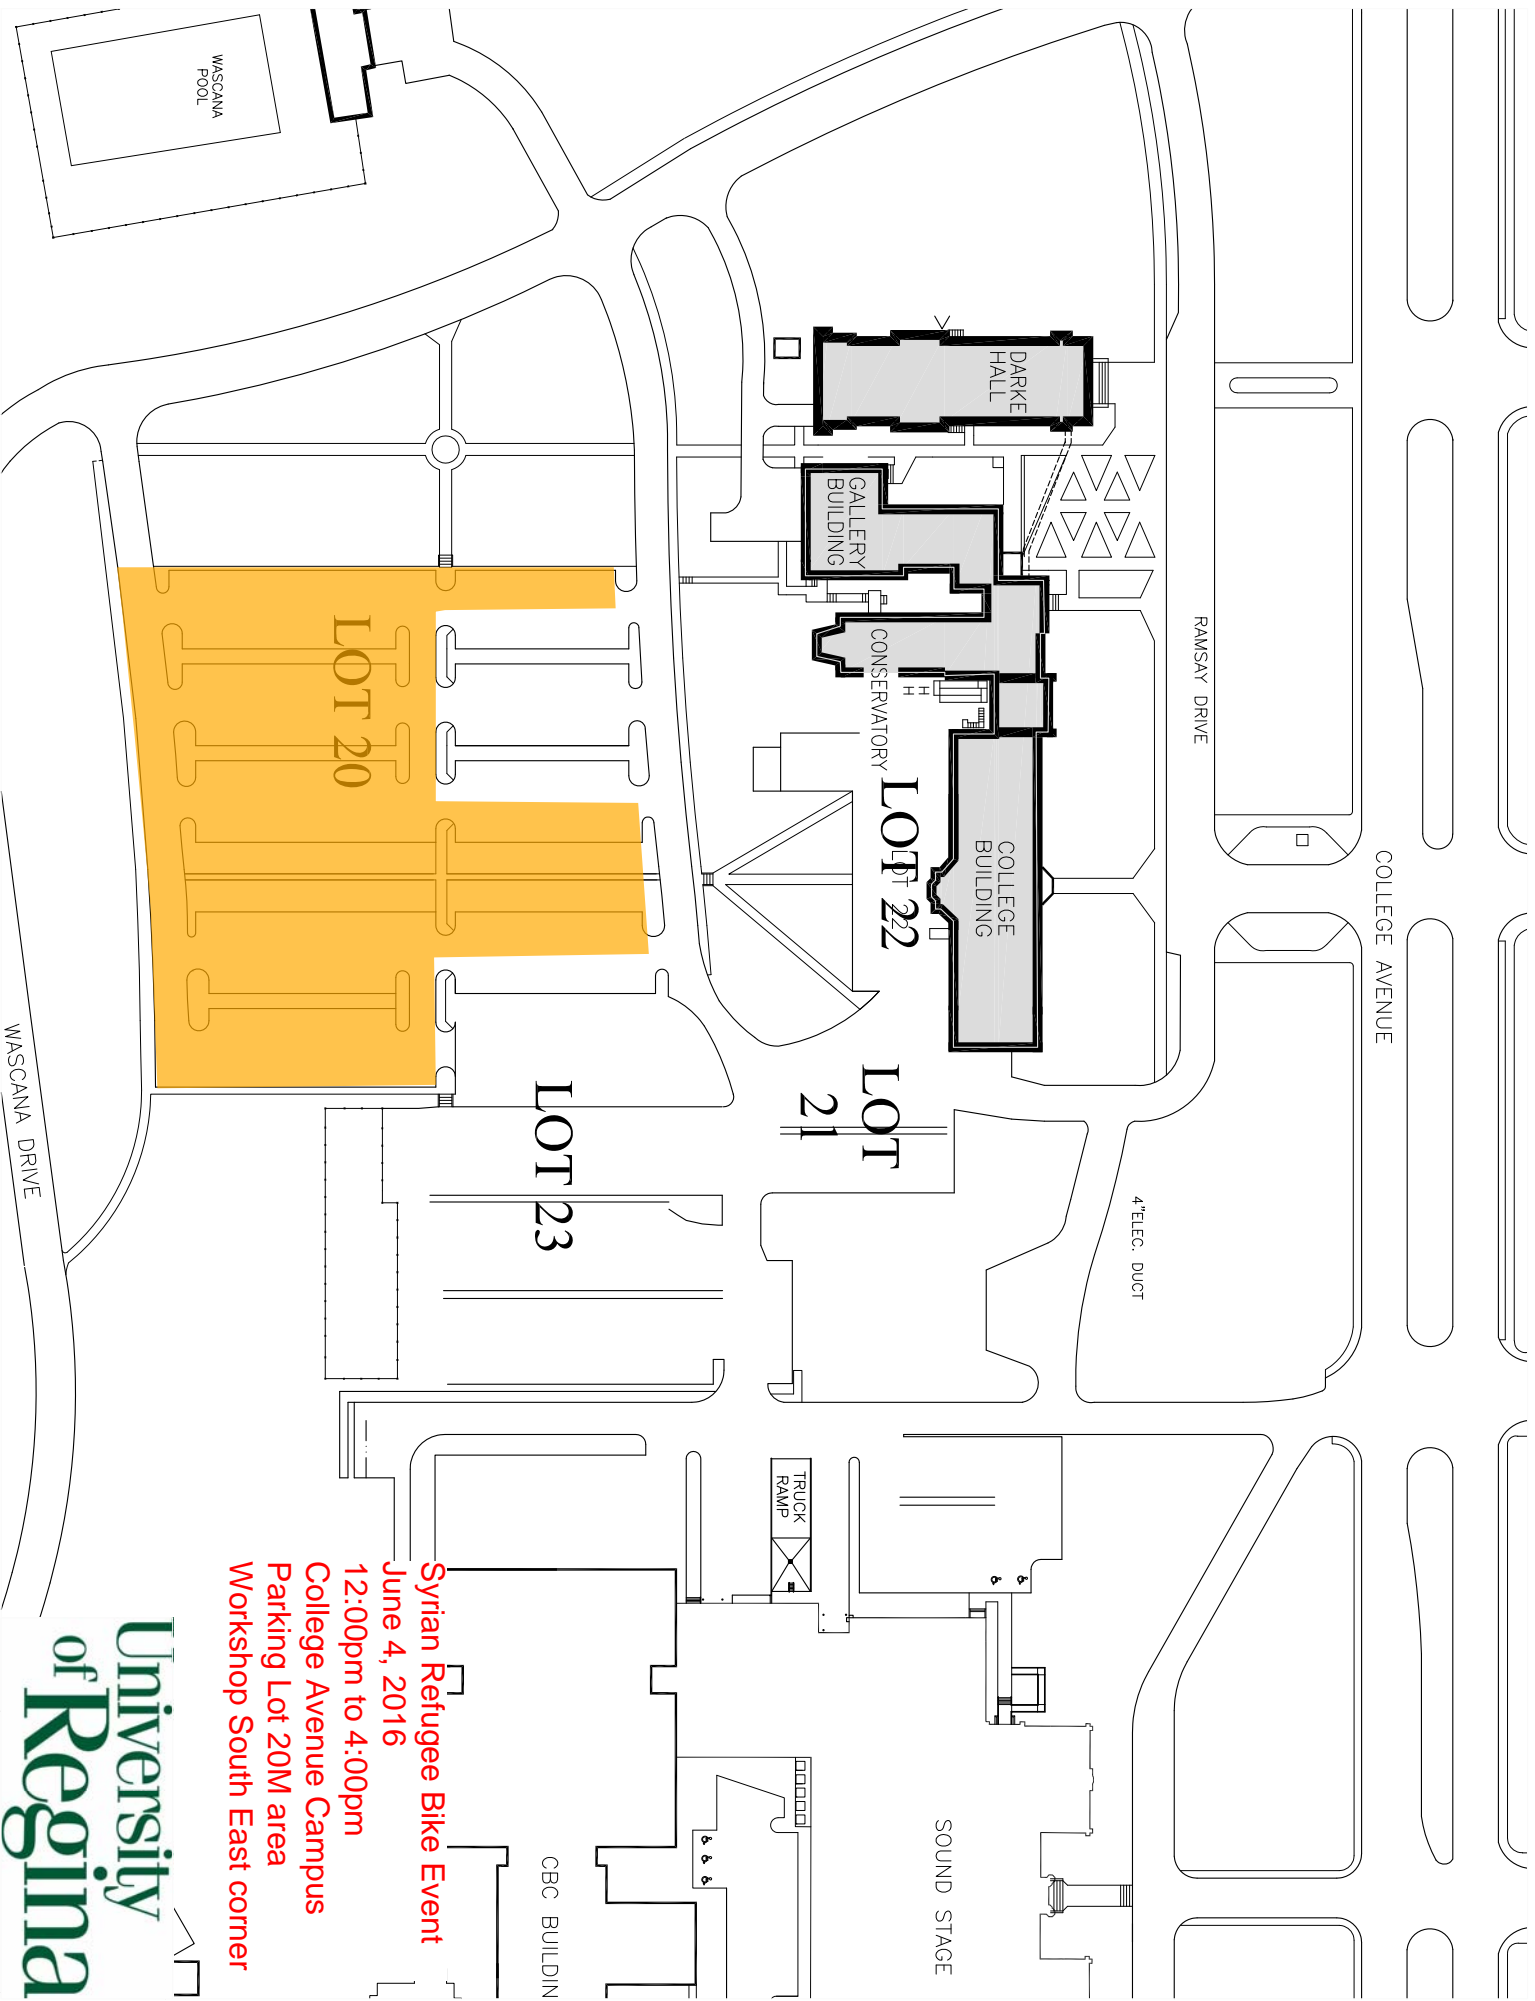 COLLEGE AVENUE
RAMSAY DRIVE
4"ELEC. DUCT
DARKE
HALL
GALLERY
BUILDING
CONSERVATORY
H
H
COLLEGE
BUILDING
LOT 22
LOT 22
LOT
21
SOUND STAGE
TRUCK
RAMP
LOT 23
CBC BUILDIN
LOT 20
WASCANA
POOL
WASCANA DRIVE
Syrian Refugee Bike Event
June 4, 2016
12:00pm to 4:00pm
College Avenue Campus
Parking Lot 20M area
Workshop South East corner
University
of Regina